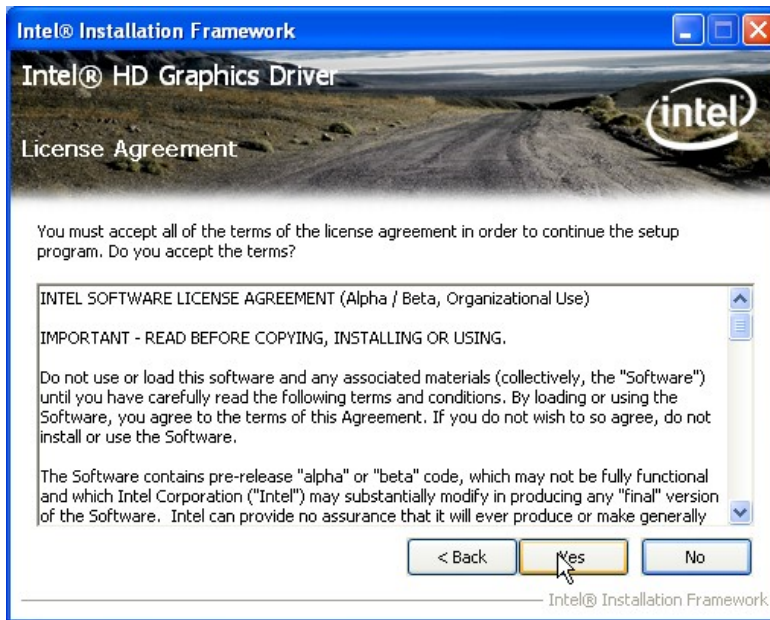 Intel® Installation Framework
Intel® HD Graphics Driver
intel
License Agreement
You must accept all of the terms of the license agreement in order to continue the setup
program. Do you accept the terms?
INTEL SOFTWARE LICENSE AGREEMENT (Alpha / Beta, Organizational Use)
IMPORTANT - READ BEFORE COPYING, INSTALLING OR USING.
Do not use or load this software and any associated materials (collectively, the "Software")
until you have carefully read the following terms and conditions. By loading or using the
Software, you agree to the terms of this Agreement. If you do not wish to so agree, do not
install or use the Software.
The Software contains pre-release "alpha" or "beta" code, which may not be fully functional
and which Intel Corporation ("Intel") may substantially modify in producing any "final" version
of the Software.  Intel can provide no assurance that it will ever produce or make generally
< Back
Yes
No
Intel® Installation Framework